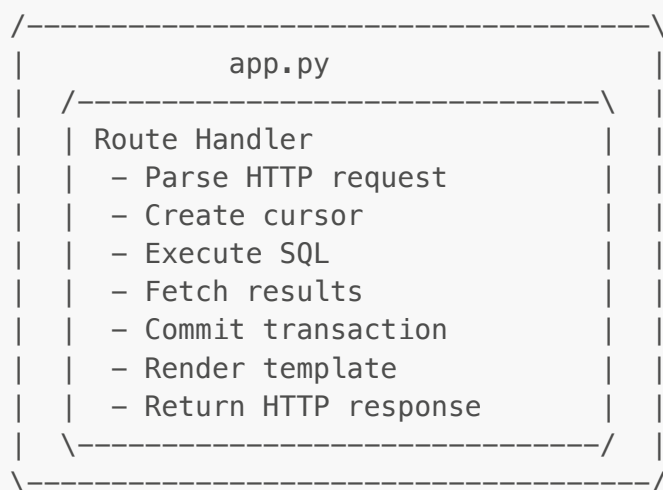 app.py
Route Handler
- Parse HTTP request
- Create cursor
- Execute SQL
- Fetch results
- Commit transaction
- Render template
- Return HTTP response